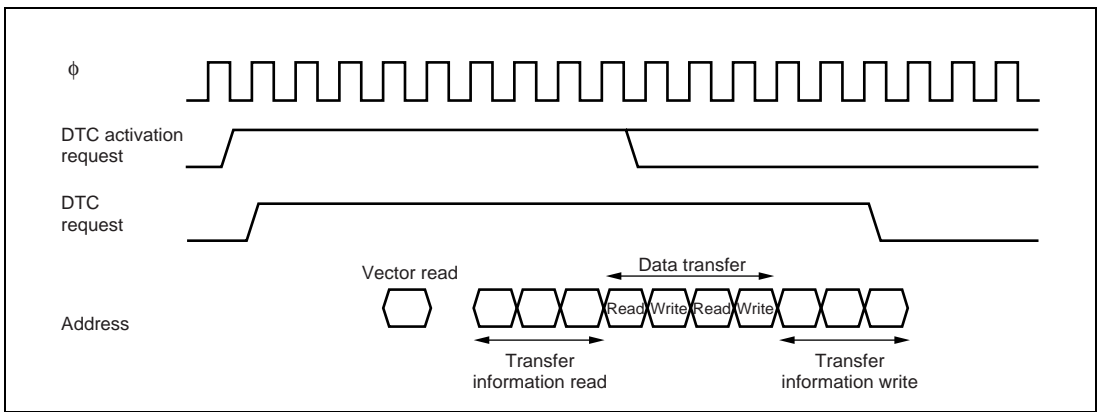 φ
DTC activation
request
DTC
request
Vector read
Data transfer
Address
Read Write Read Write
Transfer
information read
Transfer
information write